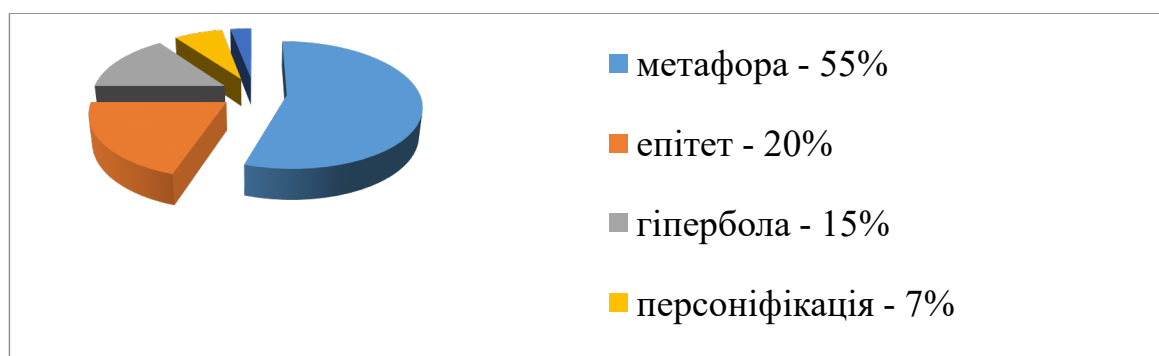 метафора - 55%
епітет - 20%
гіпербола - 15%
персоніфікація - 7%